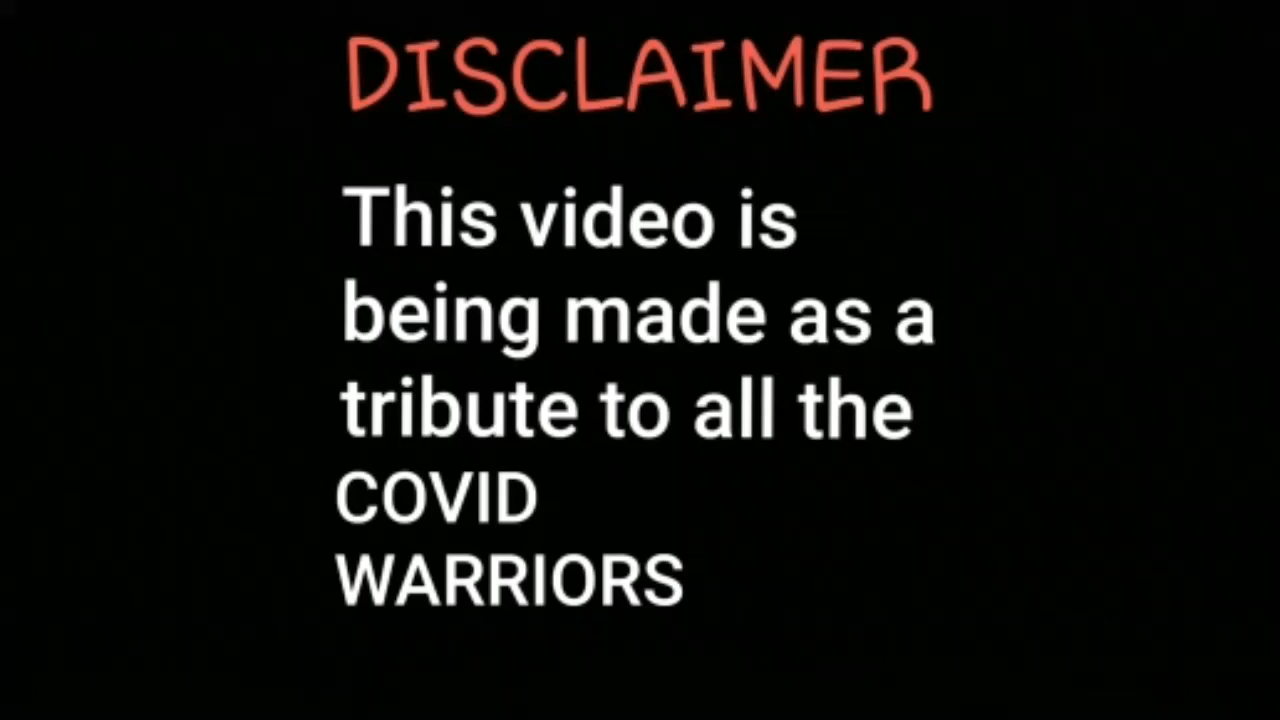 DISCLAIMER
This video is
being made as a
tribute to all the
COVID
WARRIORS